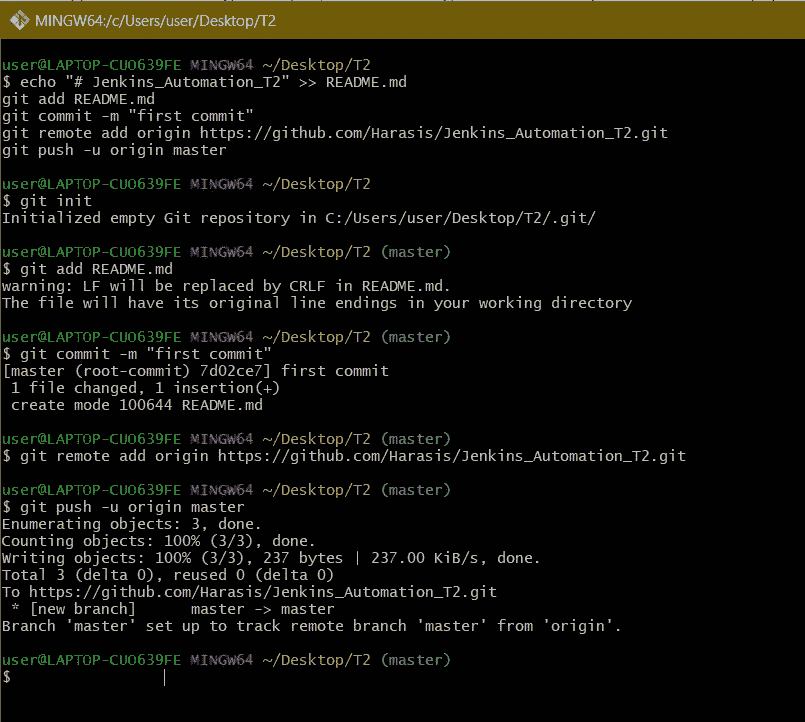 MINGW64:/c/Users/user/Desktop/T2
user@LAPTOP-CUO639FE MINGW64 ~/Desktop/T2
$ echo "# Jenkins_Automation_T2" >> README.md
git add README.md
git commit -m "first commit"
git remote add origin https://github.com/Harasis/Jenkins_Automation_T2.git
git push -u origin master
user@LAPTOP-CUO639FE MINGW64 ~/Desktop/T2
$ git init
Initialized empty Git repository in C:/Users/user/Desktop/T2/.git/
user@LAPTOP-CUO639FE MINGW64 ~/Desktop/T2 (master)
$ git add README.md
warning: LF will be replaced by CRLF in README.md.
The file will have its original line endings in your working directory
user@LAPTOP-CUO639FE MINGW64 ~/Desktop/T2 (master)
$ git commit -m "first commit"
[master (root-commit) 7d02ce7] first commit
 1 file changed, 1 insertion(+)
 create mode 100644 README.md
user@LAPTOP-CUO639FE MINGW64 ~/Desktop/T2 (master)
$ git remote add origin https://github.com/Harasis/Jenkins_Automation_T2.git
user@LAPTOP-CUO639FE MINGW64 ~/Desktop/T2 (master)
$ git push -u origin master
Enumerating objects: 3, done.
Counting objects: 100% (3/3), done.
Writing objects: 100% (3/3), 237 bytes | 237.00 KiB/s, done.
Total 3 (delta 0), reused 0 (delta 0)
To https://github.com/Harasis/Jenkins_Automation_T2.git
 * [new branch]      master -> master
Branch 'master' set up to track remote branch 'master' from 'origin'.
user@LAPTOP-CUO639FE MINGW64 ~/Desktop/T2 (master)
$